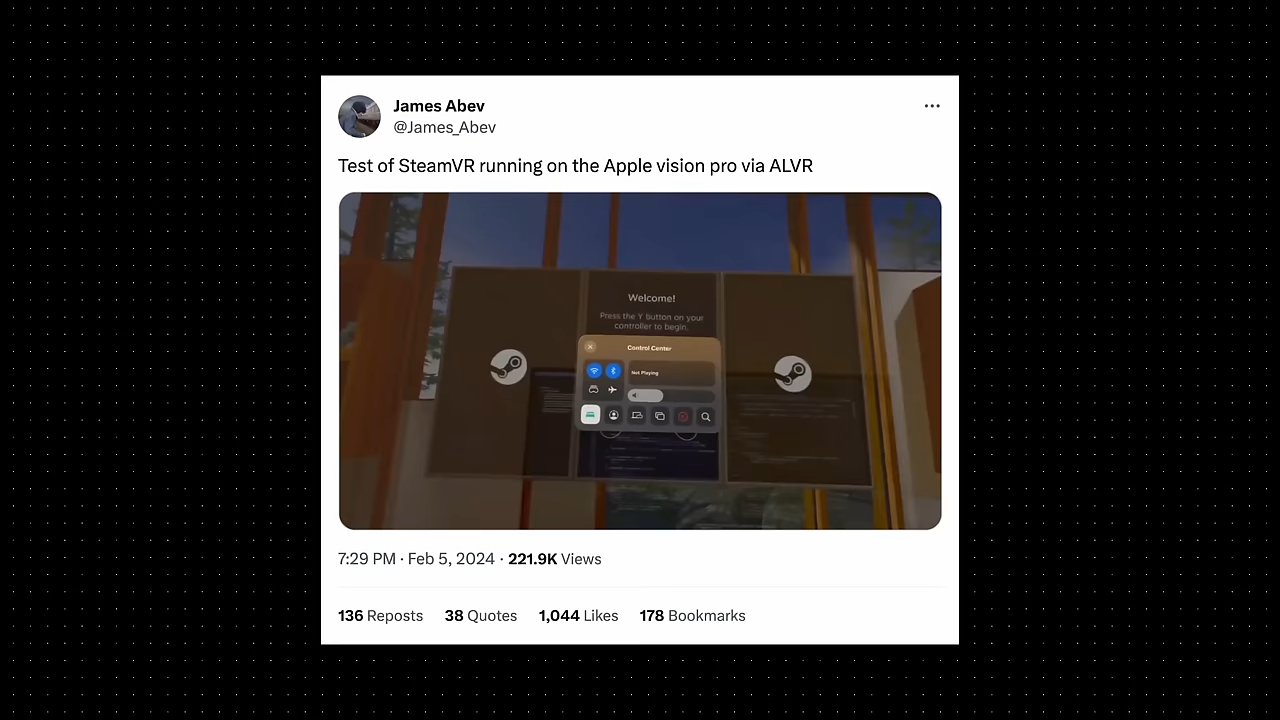 James Abev
@James_Abev
Test of SteamVR running on the Apple vision pro via ALVR
Welcome!
Press the Y button on your
controller to begin.
Control Center
Not Playing
7:29 PM · Feb 5, 2024 · 221.9K Views
136 Reposts 38 Quotes 1,044 Likes 178 Bookmarks